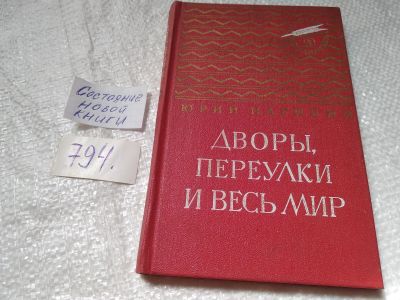 Состояние
новой
книги
794.
ЮРИЙ
ДВОРЫ,
ПЕРЕУЛКИ
И ВЕСЬ МИР